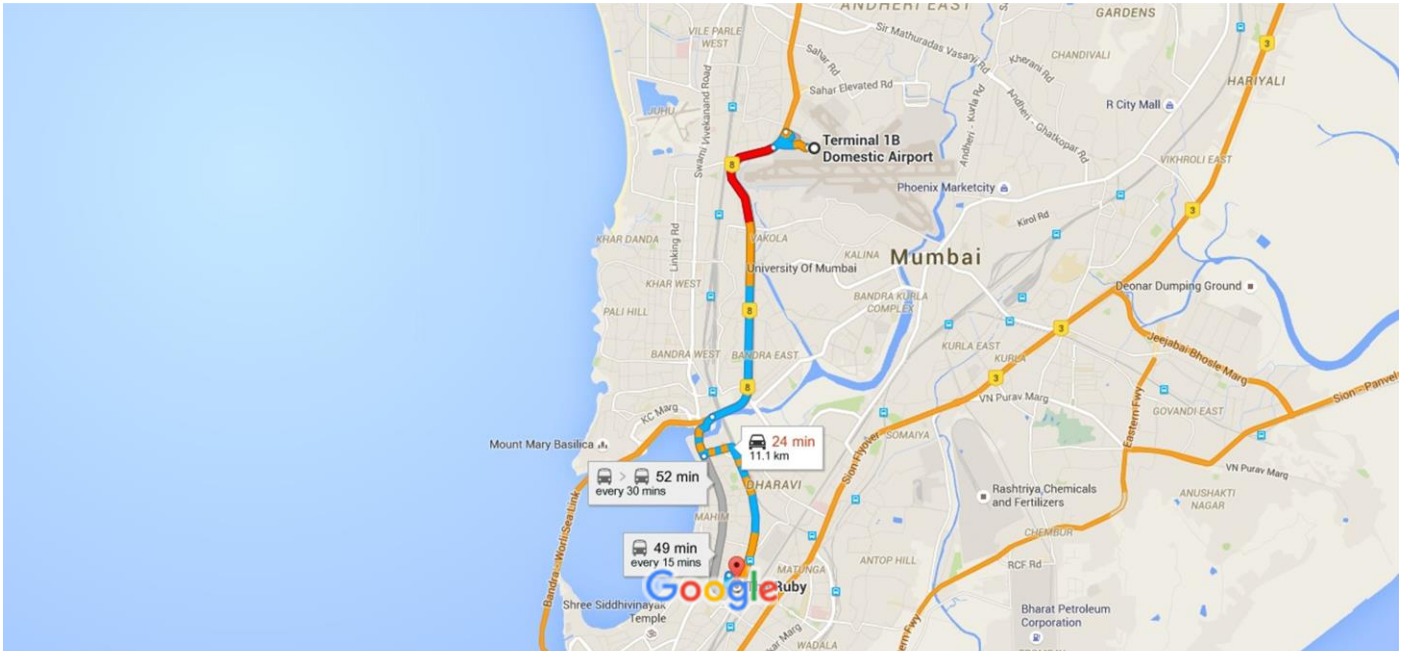 ANDHERI EAST
GARDENS
VILE PARLE
WEST
Sir Mathuradas Vasanji Rd
Sahar Rd
Kherani Rd
CHANDIVALI
3
HARIYALI
Swami Vivekanand Road
Sahar Elevated Rd
Andheri - Kurla Rd
Andheri - Ghatkopar Rd
R City Mall
JUHU
Terminal 1B
Domestic Airport
8
VIKHROLI EAST
Phoenix Marketcity
3
Kirol Rd
KHAR DANDA
Linking Rd
VAKOLA
KALINA
Mumbai
University Of Mumbai
KHAR WEST
Deonar Dumping Ground
BANDRA KURLA
COMPLEX
PALI HILL
8
3
Jeejabai Bhosle Marg
KURLA EAST
KURLA
BANDRA WEST
BANDRA EAST
8
3
Sion - Panvel
VN Purav Marg
Eastern Fwy
GOVANDI EAST
KC Marg
SOMAIYA
Mount Mary Basilica
24 min
11.1 km
Sion Flyover
VN Purav Marg
52 min
every 30 mins
DHARAVI
Rashtriya Chemicals
and Fertilizers
ANUSHAKTI
NAGAR
Bandra - Worli Sea Link
MAHIM
CHEMBUR
49 min
every 15 mins
MATUNGA
ANTOP HILL
RCF Rd
Google
Ruby
Shree Siddhivinayak
Temple
Bharat Petroleum
Corporation
WADALA